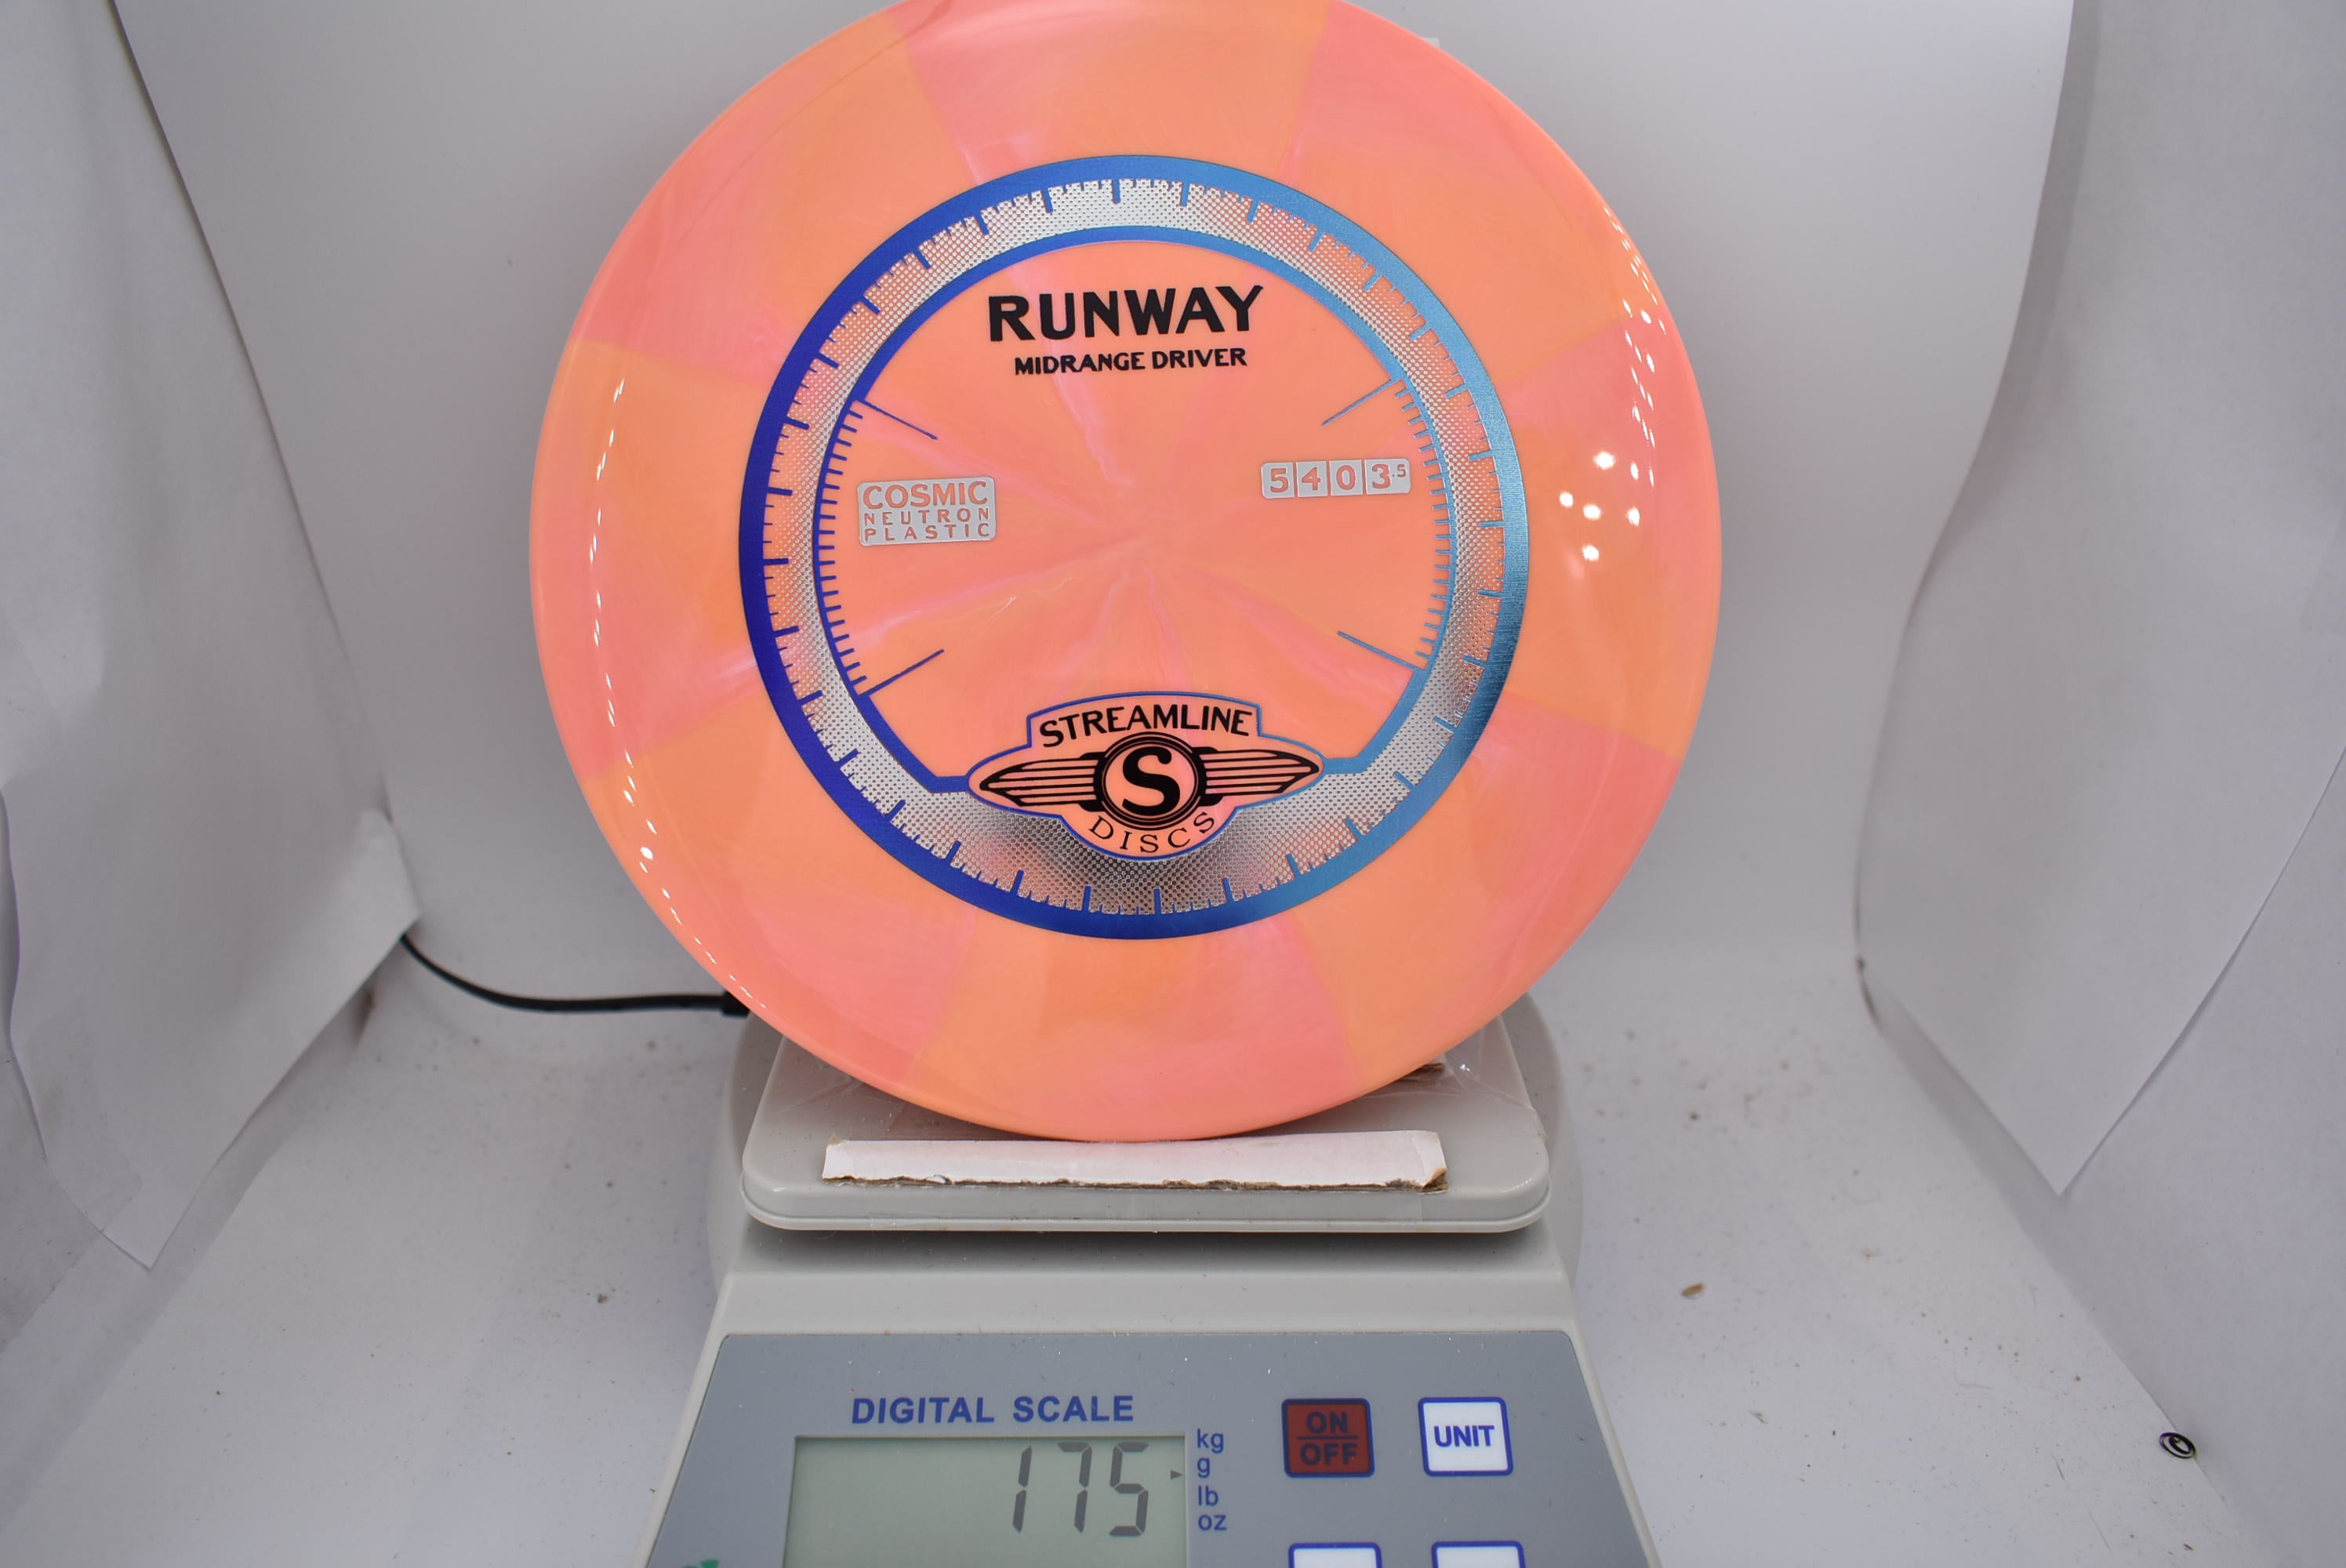 RUNWAY
MIDRANGE DRIVER
COSMIC
NEUTRON
PLASTIC
5 4 0 3.5
STREAMLINE
S
DISCS
DIGITAL SCALE
175
kg
g
lb
oz
ON
OFF
UNIT